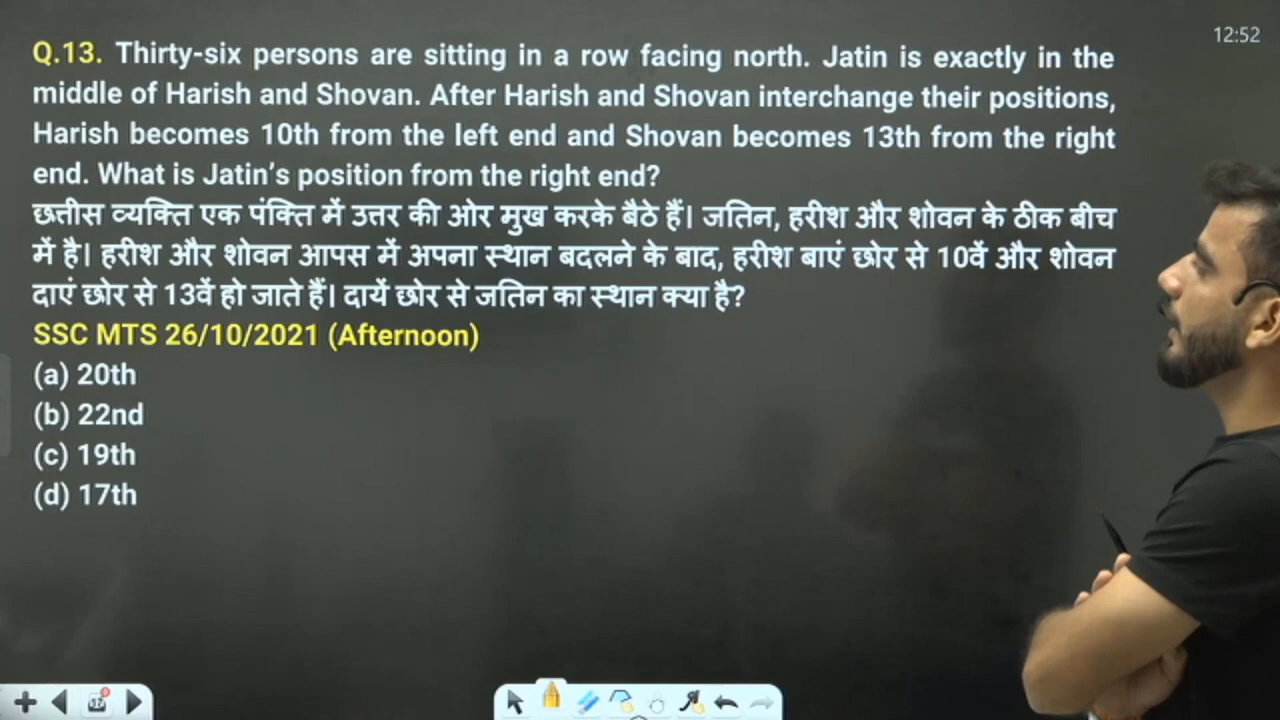 12:52
Q.13. Thirty-six persons are sitting in a row facing north. Jatin is exactly in the
middle of Harish and Shovan. After Harish and Shovan interchange their positions,
Harish becomes 10th from the left end and Shovan becomes 13th from the right
end. What is Jatin's position from the right end?
छत्तीस व्यक्ति एक पंक्ति में उत्तर की ओर मुख करके बैठे हैं। जतिन, हरीश और शोवन के ठीक बीच
में है। हरीश और शोवन आपस में अपना स्थान बदलने के बाद, हरीश बाएं छोर से 10वें और शोवन
दाएं छोर से 13वें हो जाते हैं। दायें छोर से जतिन का स्थान क्या है?
SSC MTS 26/10/2021 (Afternoon)
(a) 20th
(b) 22nd
(c) 19th
(d) 17th